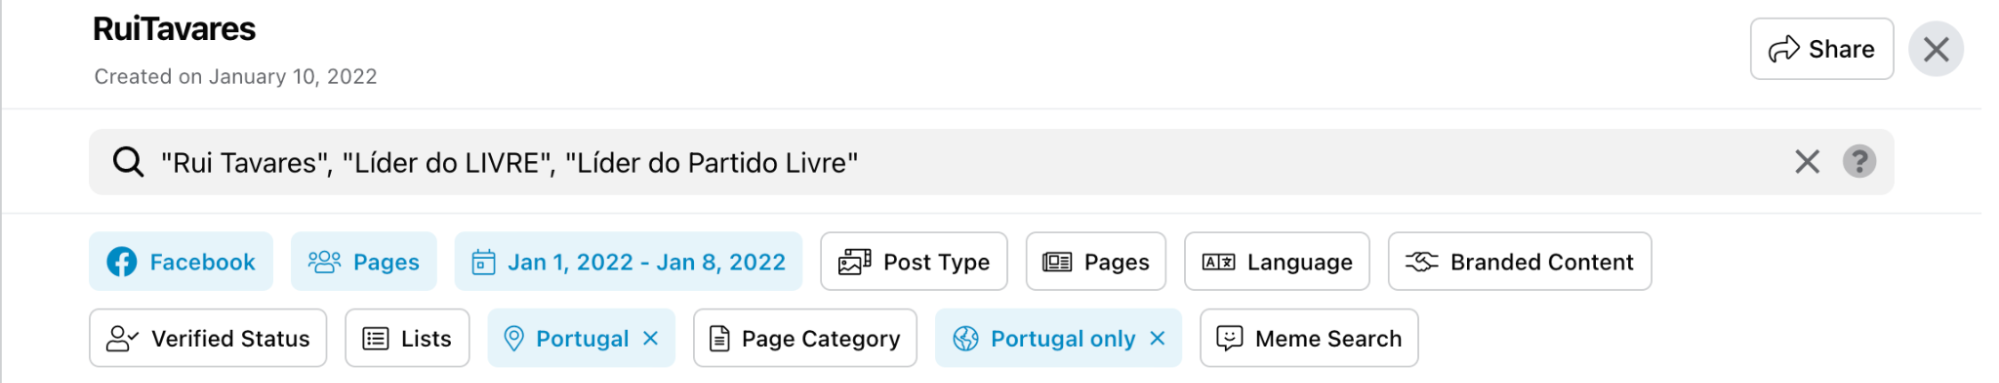 RuiTavares
Created on January 10, 2022
Share
"Rui Tavares", "Líder do LIVRE", "Líder do Partido Livre"
?
Facebook Pages Jan 1, 2022 - Jan 8, 2022 Post Type Pages Language Branded Content
Verified Status Lists Portugal Page Category Portugal only Meme Search